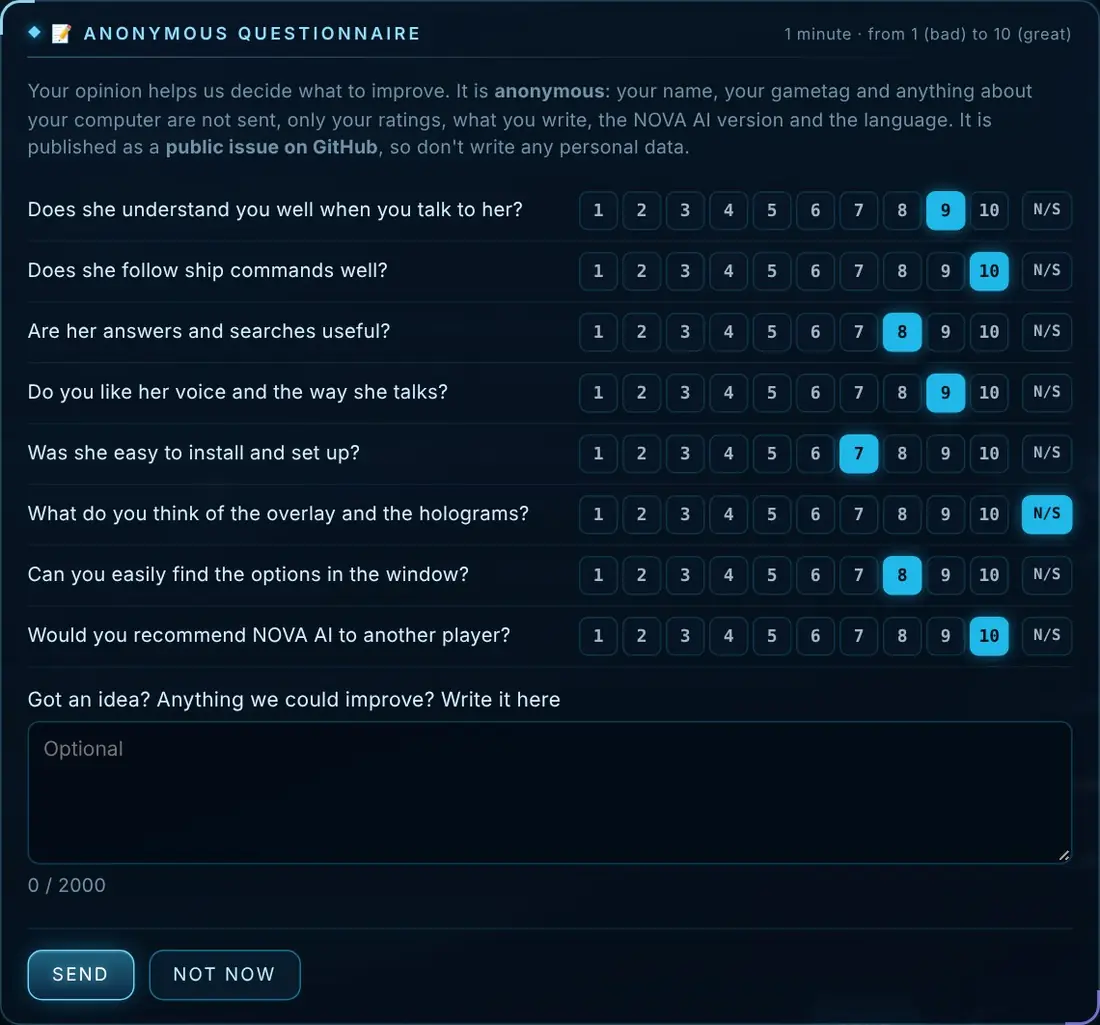 📝 ANONYMOUS QUESTIONNAIRE 1 minute · from 1 (bad) to 10 (great)
Your opinion helps us decide what to improve. It is anonymous: your name, your gametag and anything about
your computer are not sent, only your ratings, what you write, the NOVA AI version and the language. It is
published as a public issue on GitHub, so don't write any personal data.
Does she understand you well when you talk to her? 1 2 3 4 5 6 7 8 9 10 N/S
Does she follow ship commands well? 1 2 3 4 5 6 7 8 9 10 N/S
Are her answers and searches useful? 1 2 3 4 5 6 7 8 9 10 N/S
Do you like her voice and the way she talks? 1 2 3 4 5 6 7 8 9 10 N/S
Was she easy to install and set up? 1 2 3 4 5 6 7 8 9 10 N/S
What do you think of the overlay and the holograms? 1 2 3 4 5 6 7 8 9 10 N/S
Can you easily find the options in the window? 1 2 3 4 5 6 7 8 9 10 N/S
Would you recommend NOVA AI to another player? 1 2 3 4 5 6 7 8 9 10 N/S
Got an idea? Anything we could improve? Write it here
Optional
0 / 2000
SEND NOT NOW